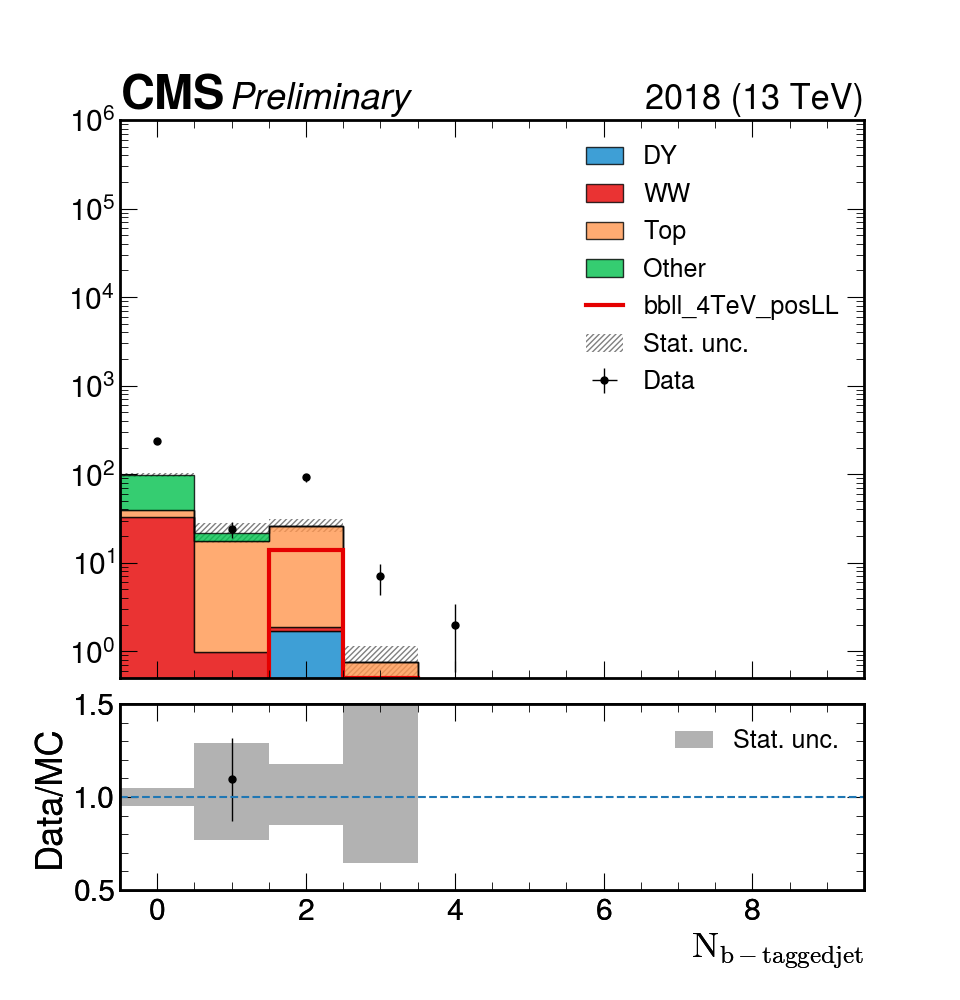 CMS Preliminary 2018 (13 TeV)
10^6
10^5
10^4
10^3
10^2
10^1
10^0
DY
WW
Top
Other
bbll_4TeV_posLL
Stat. unc.
Data
1.5
1.0
0.5
Data/MC
Stat. unc.
0 2 4 6 8
N_{b-taggedjet}